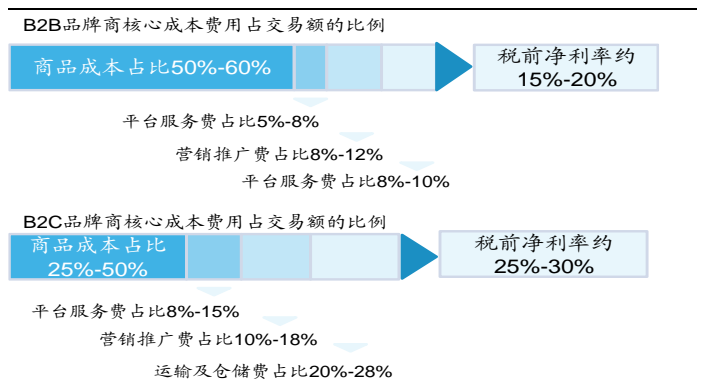 B2B品牌商核心成本费用占交易额的比例
商品成本占比50%-60%
税前净利率约
15%-20%
平台服务费占比5%-8%
营销推广费占比8%-12%
平台服务费占比8%-10%
B2C品牌商核心成本费用占交易额的比例
商品成本占比
25%-50%
税前净利率约
25%-30%
平台服务费占比8%-15%
营销推广费占比10%-18%
运输及仓储费占比20%-28%